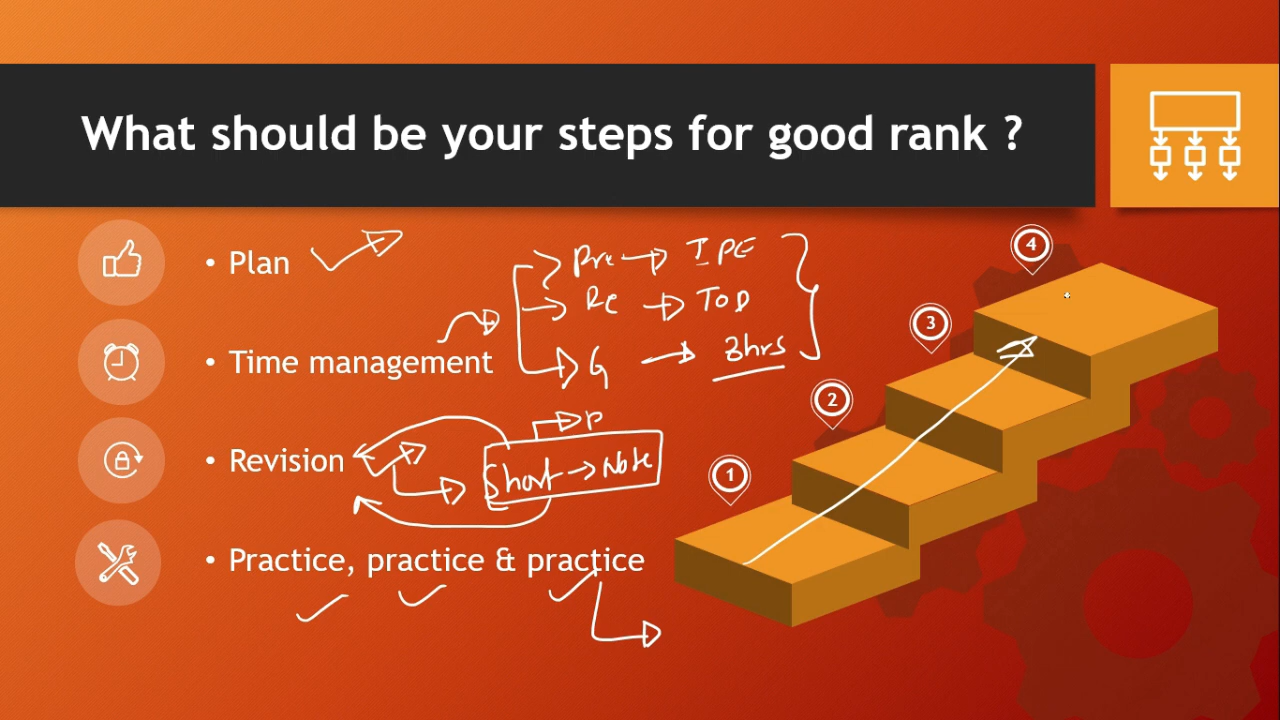 What should be your steps for good rank ?
• Plan
Pre → IPE
Re → TOD
• Time management
G → 3hrs
P
• Revision
Short → Note
• Practice, practice & practice
4
3
2
1